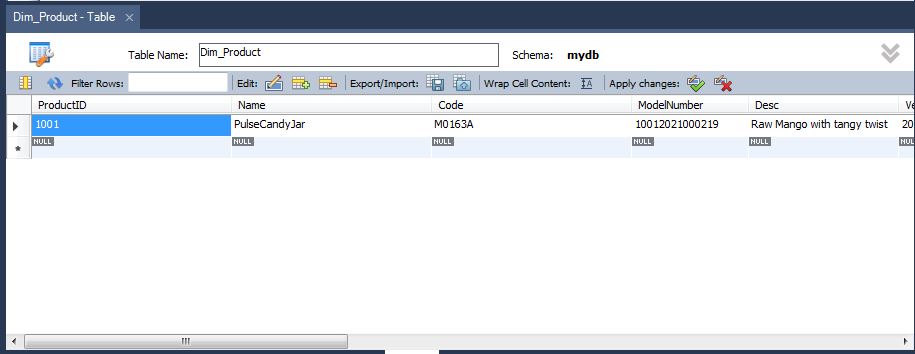 Dim_Product - Table
Table Name: Dim_Product Schema: mydb
Filter Rows: Edit: Export/Import: Wrap Cell Content: Apply changes:
ProductID Name Code ModelNumber Desc Ve
1001 PulseCandyJar M0163A 10012021000219 Raw Mango with tangy twist 20
NULL NULL NULL NULL NULL NULL